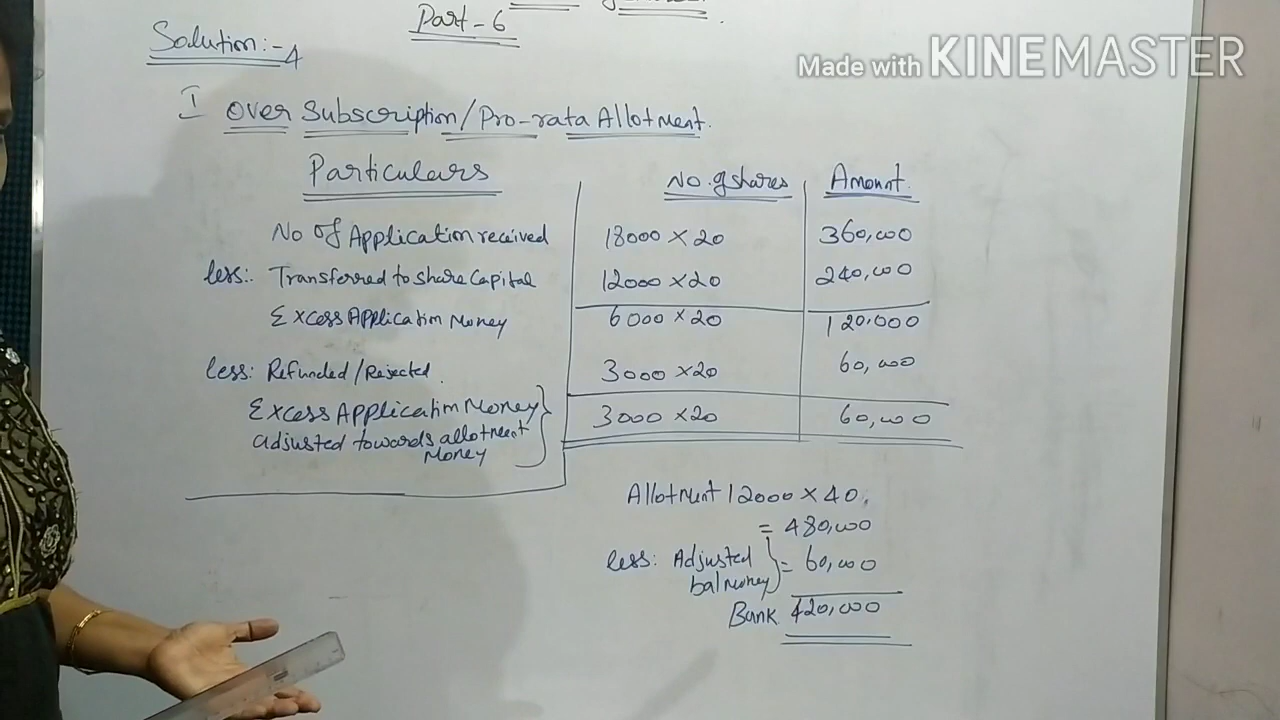 Part-6
Solution:-4
Made with KINEMASTER
I Over Subscription/Pro-rata Allotment.
Particulars No. of shares Amount.
No Of Application received 18000 × 20 360,000
less: Transferred to Share Capital 12000 × 20 240,000
Excess Application Money 6000 × 20 120,000
less: Refunded/Rejected. 3000 × 20 60,000
Excess Application Money 3000 × 20 60,000
adjusted towards allotment
Money
Allotment 12000 × 40.
= 480,000
less: Adjusted = 60,000
bal money
Bank 420,000